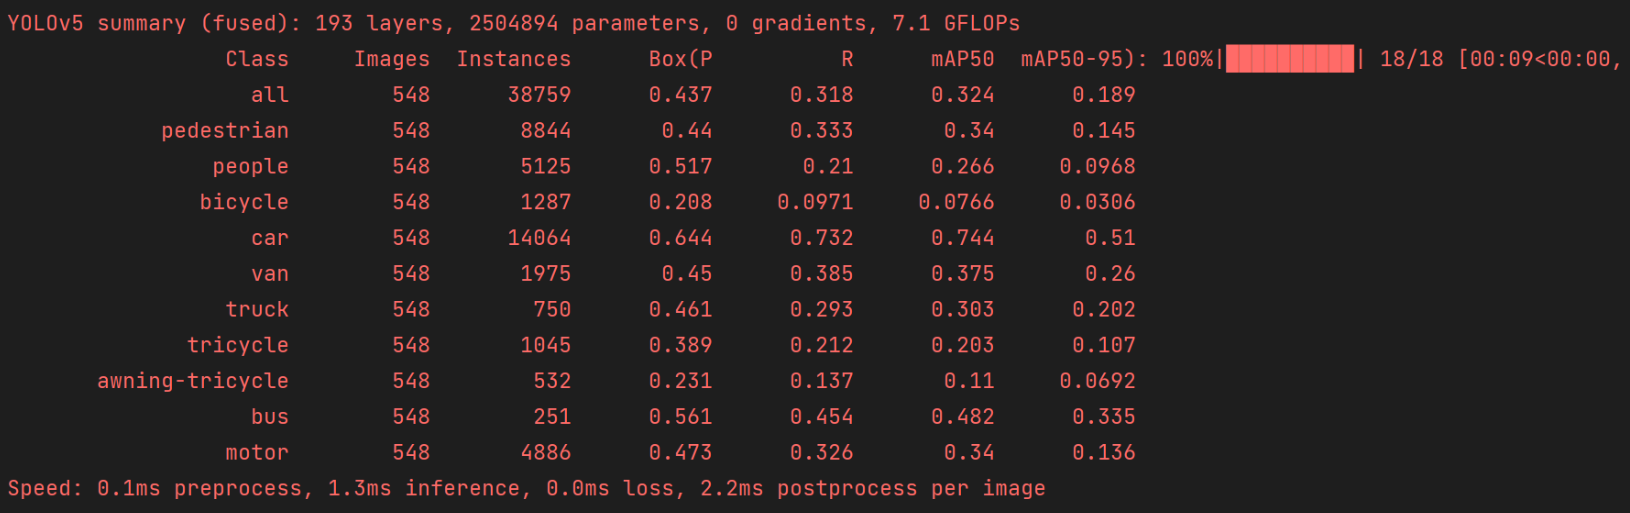 YOLOv5 summary (fused): 193 layers, 2504894 parameters, 0 gradients, 7.1 GFLOPs
Class Images Instances Box(P R mAP50 mAP50-95): 100%|██████████| 18/18 [00:09<00:00,
all 548 38759 0.437 0.318 0.324 0.189
pedestrian 548 8844 0.44 0.333 0.34 0.145
people 548 5125 0.517 0.21 0.266 0.0968
bicycle 548 1287 0.208 0.0971 0.0766 0.0306
car 548 14064 0.644 0.732 0.744 0.51
van 548 1975 0.45 0.385 0.375 0.26
truck 548 750 0.461 0.293 0.303 0.202
tricycle 548 1045 0.389 0.212 0.203 0.107
awning-tricycle 548 532 0.231 0.137 0.11 0.0692
bus 548 251 0.561 0.454 0.482 0.335
motor 548 4886 0.473 0.326 0.34 0.136
Speed: 0.1ms preprocess, 1.3ms inference, 0.0ms loss, 2.2ms postprocess per image